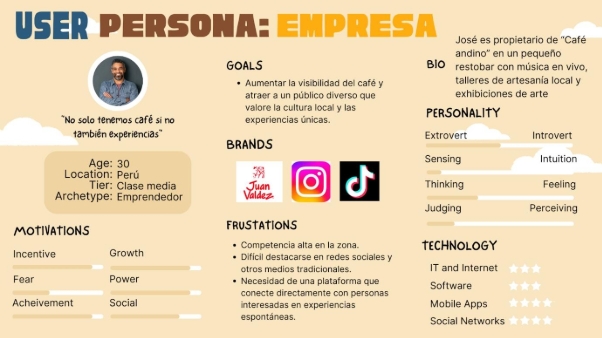 USER PERSONA: EMPRESA
"No solo tenemos café si no
también experiencias"
Age: 30
Location: Perú
Tier: Clase media
Archetype: Emprendedor
MOTIVATIONS
Incentive
Growth
Fear
Power
Acheivement
Social
GOALS
• Aumentar la visibilidad del café y
atraer a un público diverso que
valore la cultura local y las
experiencias únicas.
BRANDS
Juan
Valdez
FRUSTATIONS
• Competencia alta en la zona.
• Difícil destacarse en redes sociales y
otros medios tradicionales.
• Necesidad de una plataforma que
conecte directamente con personas
interesadas en experiencias
espontáneas.
BIO
José es propietario de "Café
andino" en un pequeño
restobar con música en vivo,
talleres de artesanía local y
exhibiciones de arte
PERSONALITY
Extrovert
Introvert
Sensing
Intuition
Thinking
Feeling
Judging
Perceiving
TECHNOLOGY
IT and Internet
Software
Mobile Apps
Social Networks